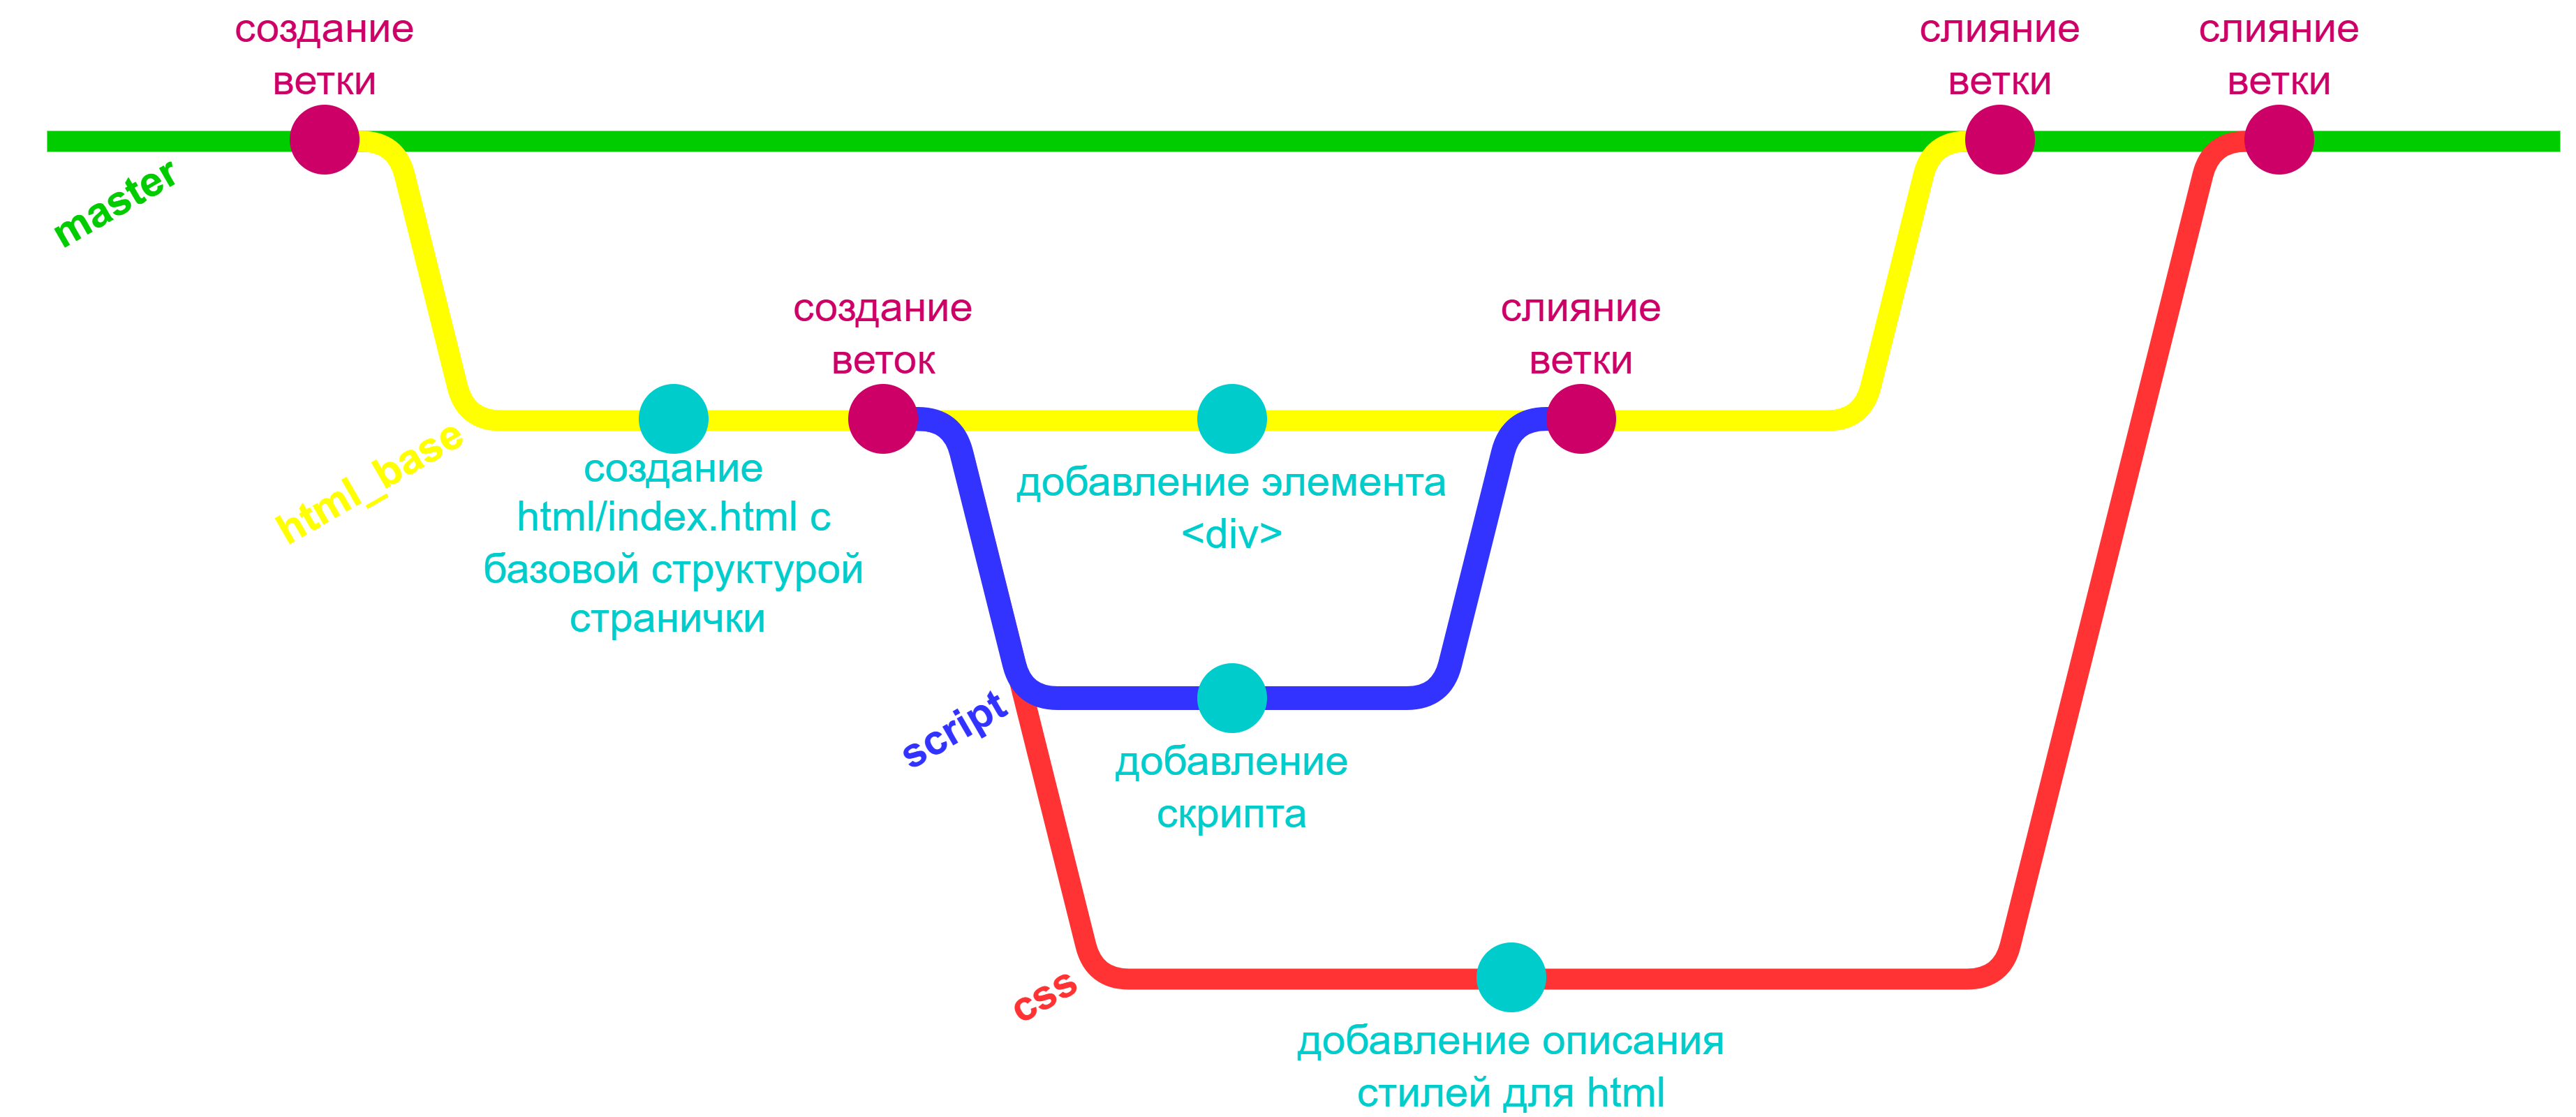 создание
ветки
слияние
ветки
слияние
ветки
master
создание
веток
слияние
ветки
html_base
создание
html/index.html с
базовой структурой
странички
добавление элемента
<div>
script
добавление
скрипта
css
добавление описания
стилей для html